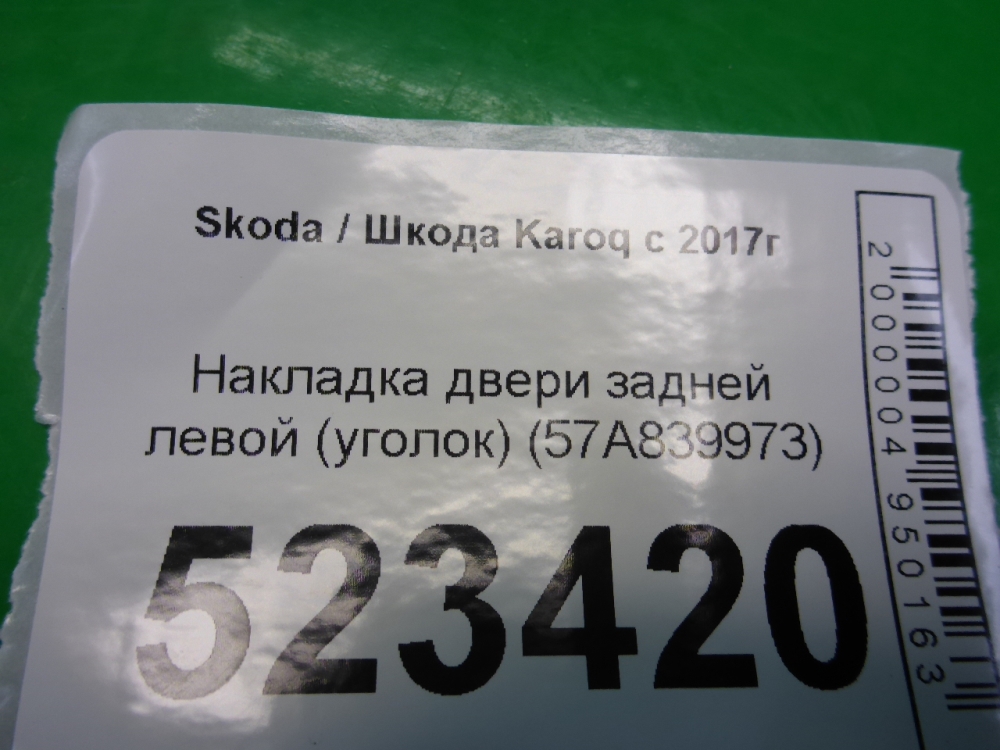 Skoda / Шкода Karoq с 2017г
Накладка двери задней
левой (уголок) (57A839973)
523420
2000004950163